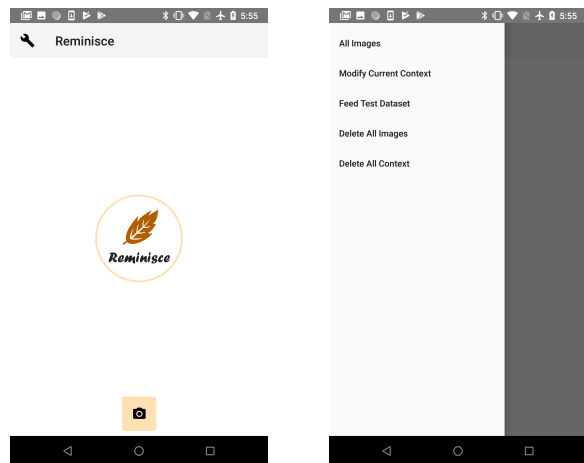 5:55
Reminisce
Reminisce
5:55
All Images
Modify Current Context
Feed Test Dataset
Delete All Images
Delete All Context